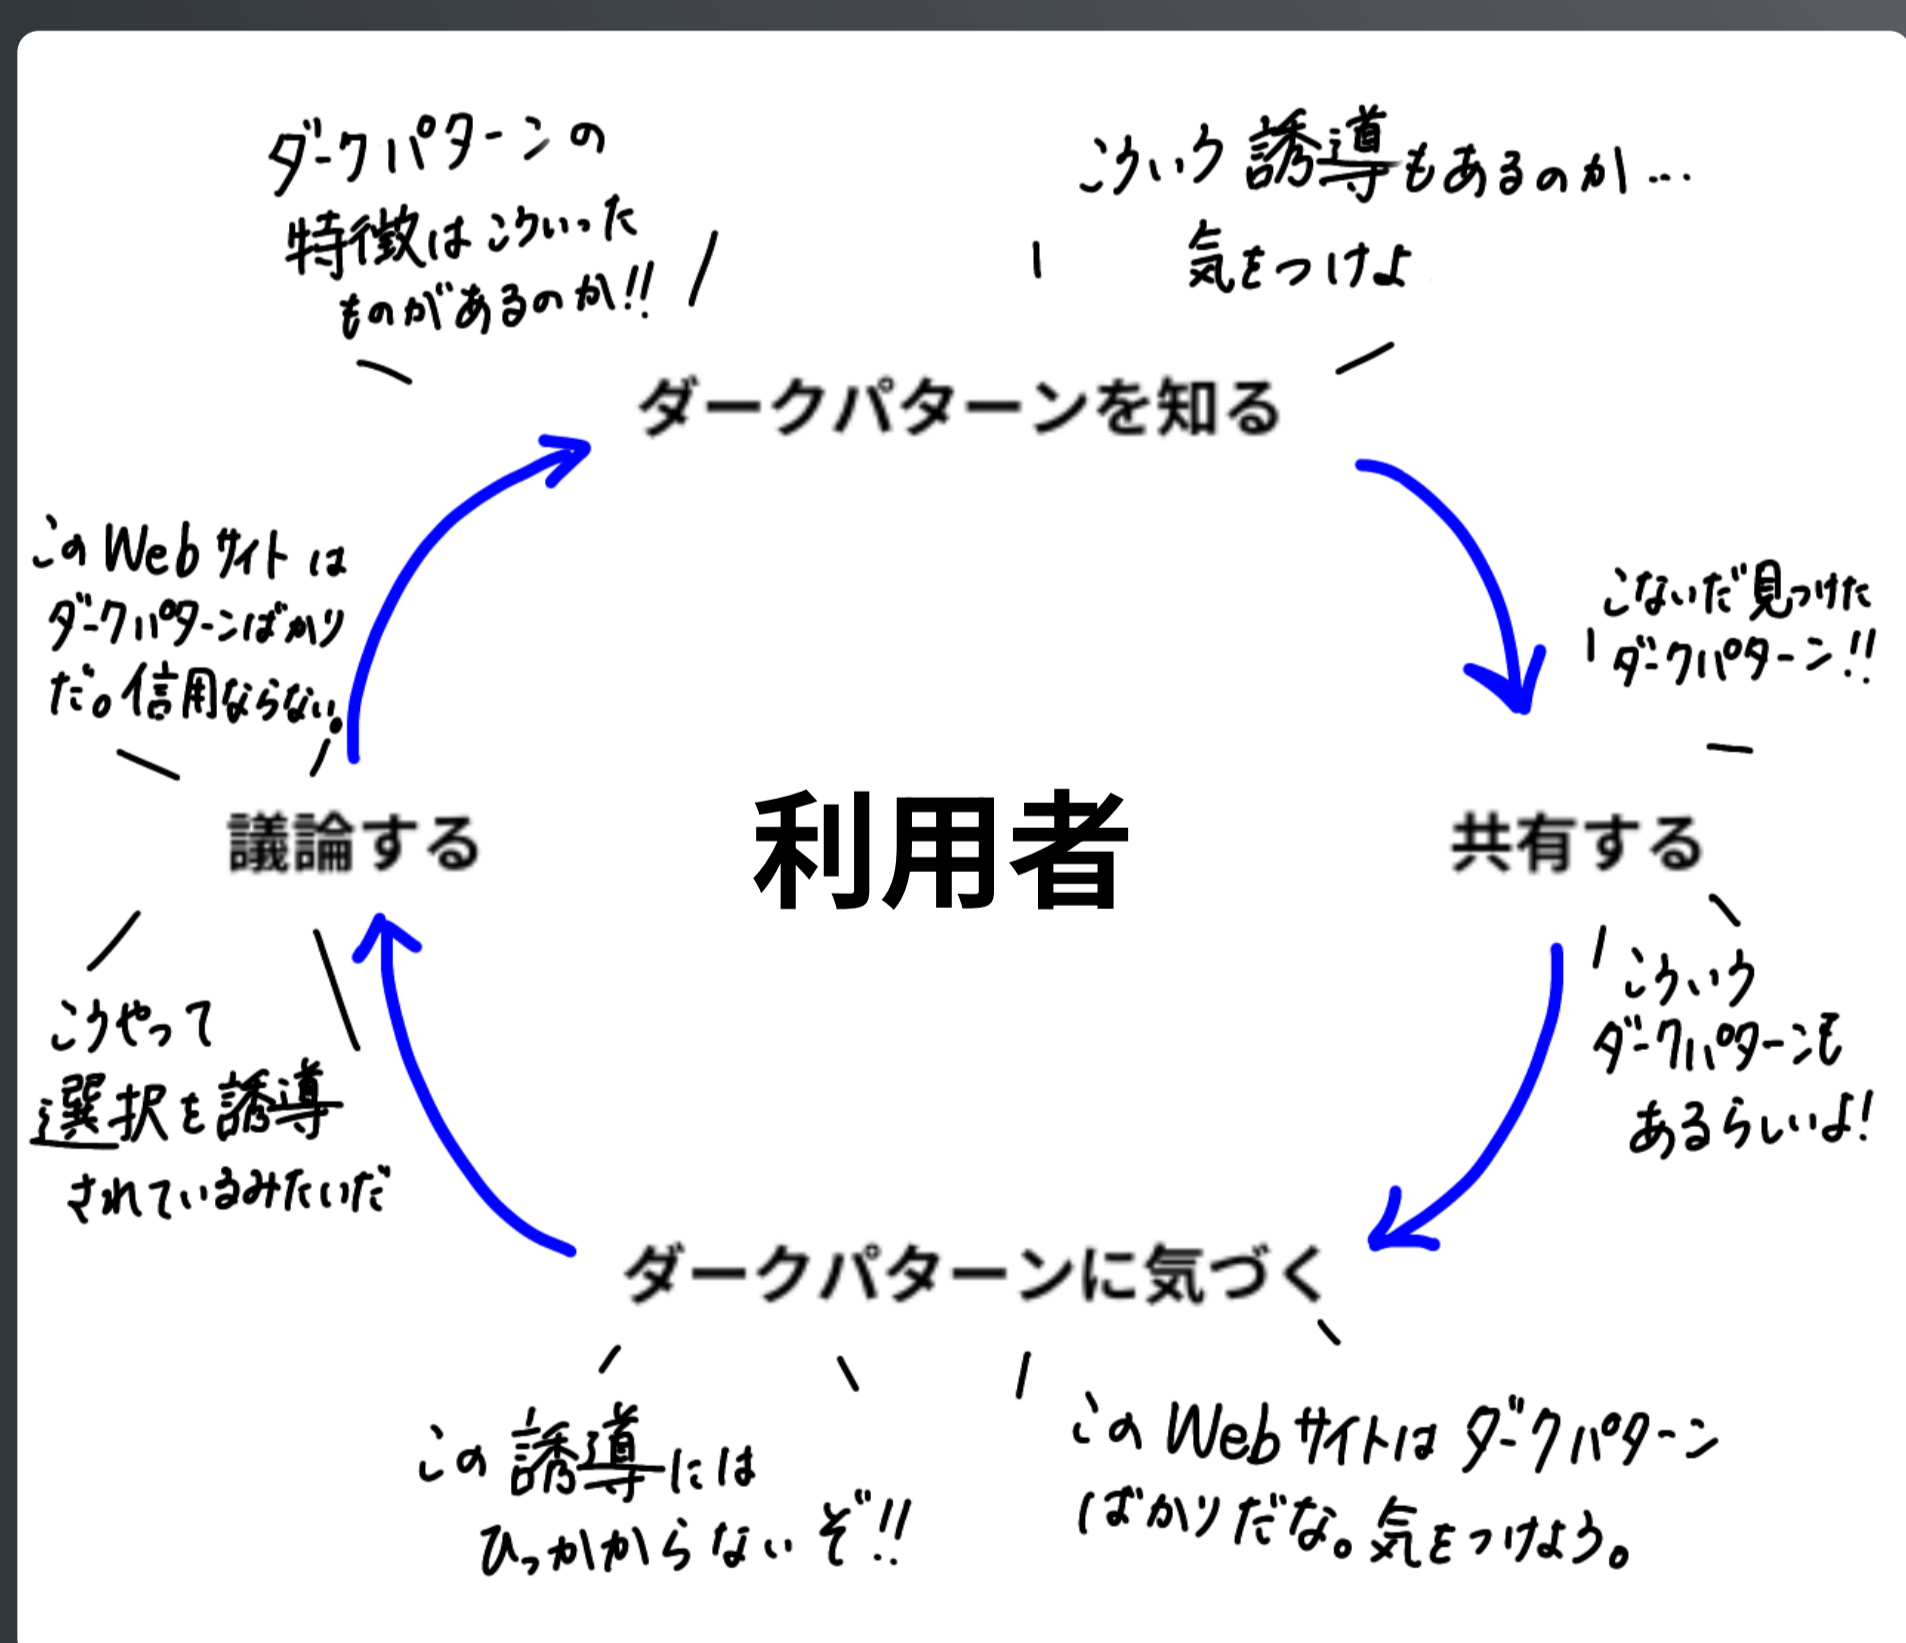 ダークパターンの
特徴はこういった
ものがあるのか!!
こういう誘導もあるのか…
気をつけよ
ダークパターンを知る
このWebサイトは
ダークパターンばかり
だ。信用ならない。
こないだ見つけた
ダークパターン!!
議論する
利用者
共有する
こうやって
選択を誘導
されているみたいだ
こういう
ダークパターンも
あるらしいよ!
ダークパターンに気づく
この誘導には
ひっかからないぞ!!
このWebサイトはダークパターン
ばかりだな。気をつけよう。